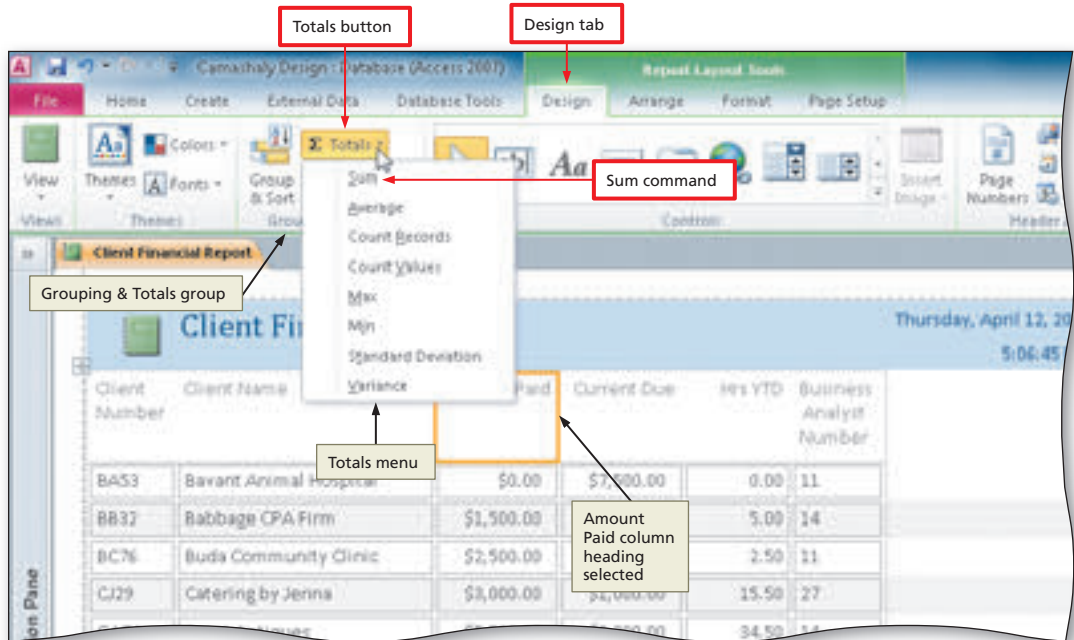 Totals button
Design tab
Camashaly Design : Database (Access 2007)
Report Layout Tools
File Home Create External Data Database Tools Design Arrange Format Page Setup
View
Themes
Colors
Fonts
Group & Sort
Σ Totals
Aa
Insert Image
Page Numbers
Views
Themes
Controls
Sum
Average
Count Records
Count Values
Max
Min
Standard Deviation
Variance
Sum command
Client Financial Report
Grouping & Totals group
Client
Thursday, April 12, 20
5:06:45
Client Number
Client Name
Paid
Current Due
Hrs YTD
Business Analyst Number
Totals menu
Amount
Paid column
heading
selected
BA53 Bavant Animal Hospital $0.00 $7,500.00 0.00 11
BB32 Babbage CPA Firm $1,500.00 5.00 14
BC76 Buda Community Clinic $2,500.00 2.50 11
CJ29 Catering by Jenna $3,000.00 15.50 27
34.50 14
Pane